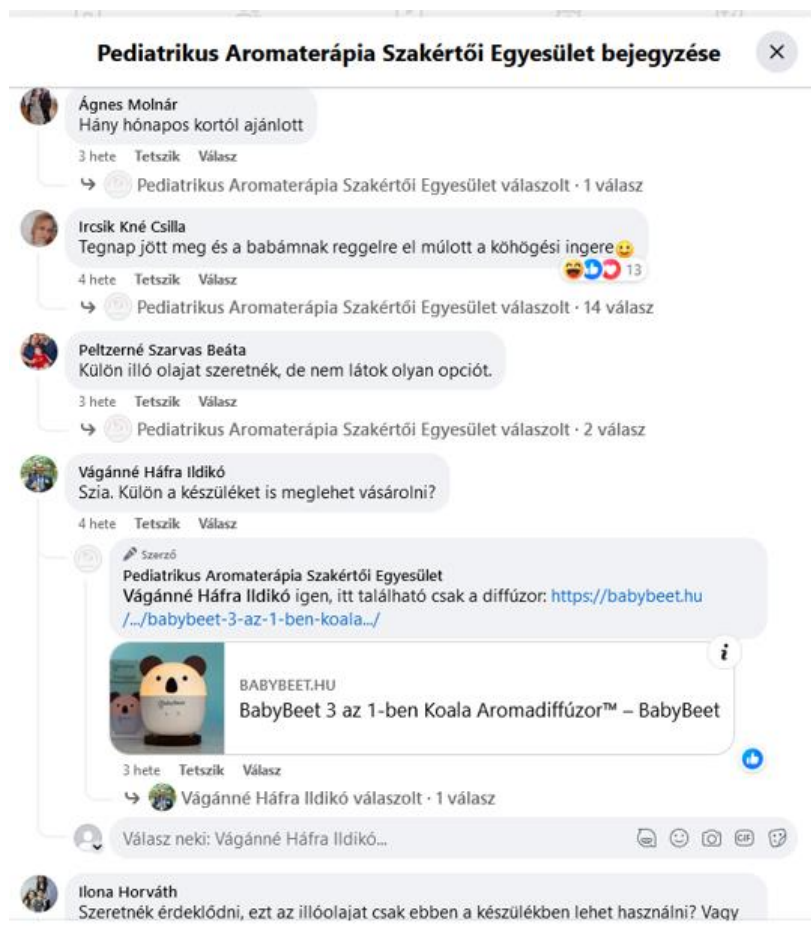 Pediatrikus Aromaterápia Szakértői Egyesület bejegyzése
Ágnes Molnár
Hány hónapos kortól ajánlott
3 hete Tetszik Válasz
Pediatrikus Aromaterápia Szakértői Egyesület válaszolt · 1 válasz
Ircsik Kné Csilla
Tegnap jött meg és a babámnak reggelre el múlott a köhögési ingere
13
4 hete Tetszik Válasz
Pediatrikus Aromaterápia Szakértői Egyesület válaszolt · 14 válasz
Peltzerné Szarvas Beáta
Külön illó olajat szeretnék, de nem látok olyan opciót.
3 hete Tetszik Válasz
Pediatrikus Aromaterápia Szakértői Egyesület válaszolt · 2 válasz
Vágánné Háfra Ildikó
Szia. Külön a készüléket is meglehet vásárolni?
4 hete Tetszik Válasz
Szerző
Pediatrikus Aromaterápia Szakértői Egyesület
Vágánné Háfra Ildikó igen, itt található csak a diffúzor: https://babybeet.hu
/.../babybeet-3-az-1-ben-koala.../
BABYBEET.HU
BabyBeet 3 az 1-ben Koala Aromadiffúzor™ – BabyBeet
3 hete Tetszik Válasz
Vágánné Háfra Ildikó válaszolt · 1 válasz
Válasz neki: Vágánné Háfra Ildikó...
GIF
Ilona Horváth
Szeretnék érdeklődni, ezt az illóolajat csak ebben a készülékben lehet használni? Vagy